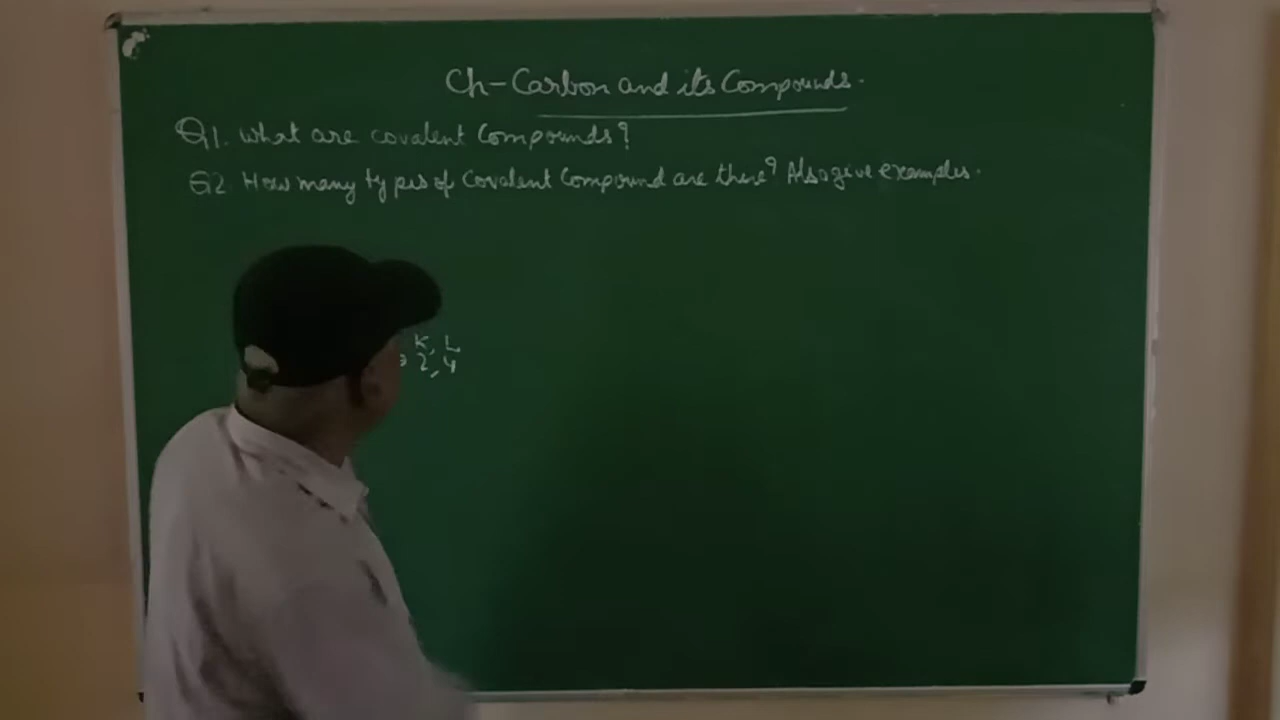 Ch-Carbon and its Compounds.
Q1. What are covalent Compounds?
Q2. How many types of Covalent Compound are there? Also give examples.
K, L
2, 4